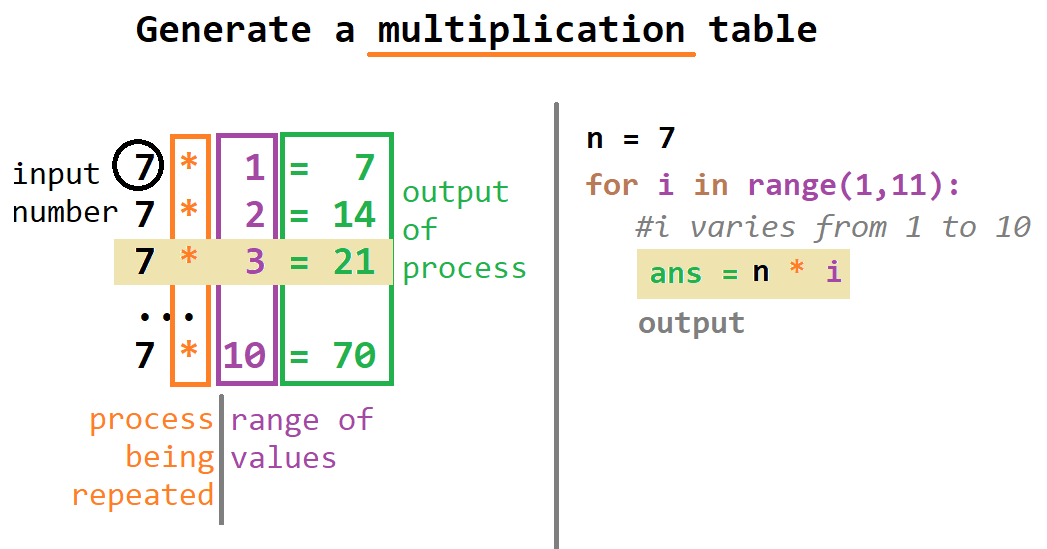 Generate a multiplication table
input
number
7 * 1 = 7
7 * 2 = 14
7 * 3 = 21
...
7 * 10 = 70
output
of
process
process
being
repeated
range of
values
n = 7
for i in range(1,11):
#i varies from 1 to 10
ans = n * i
output